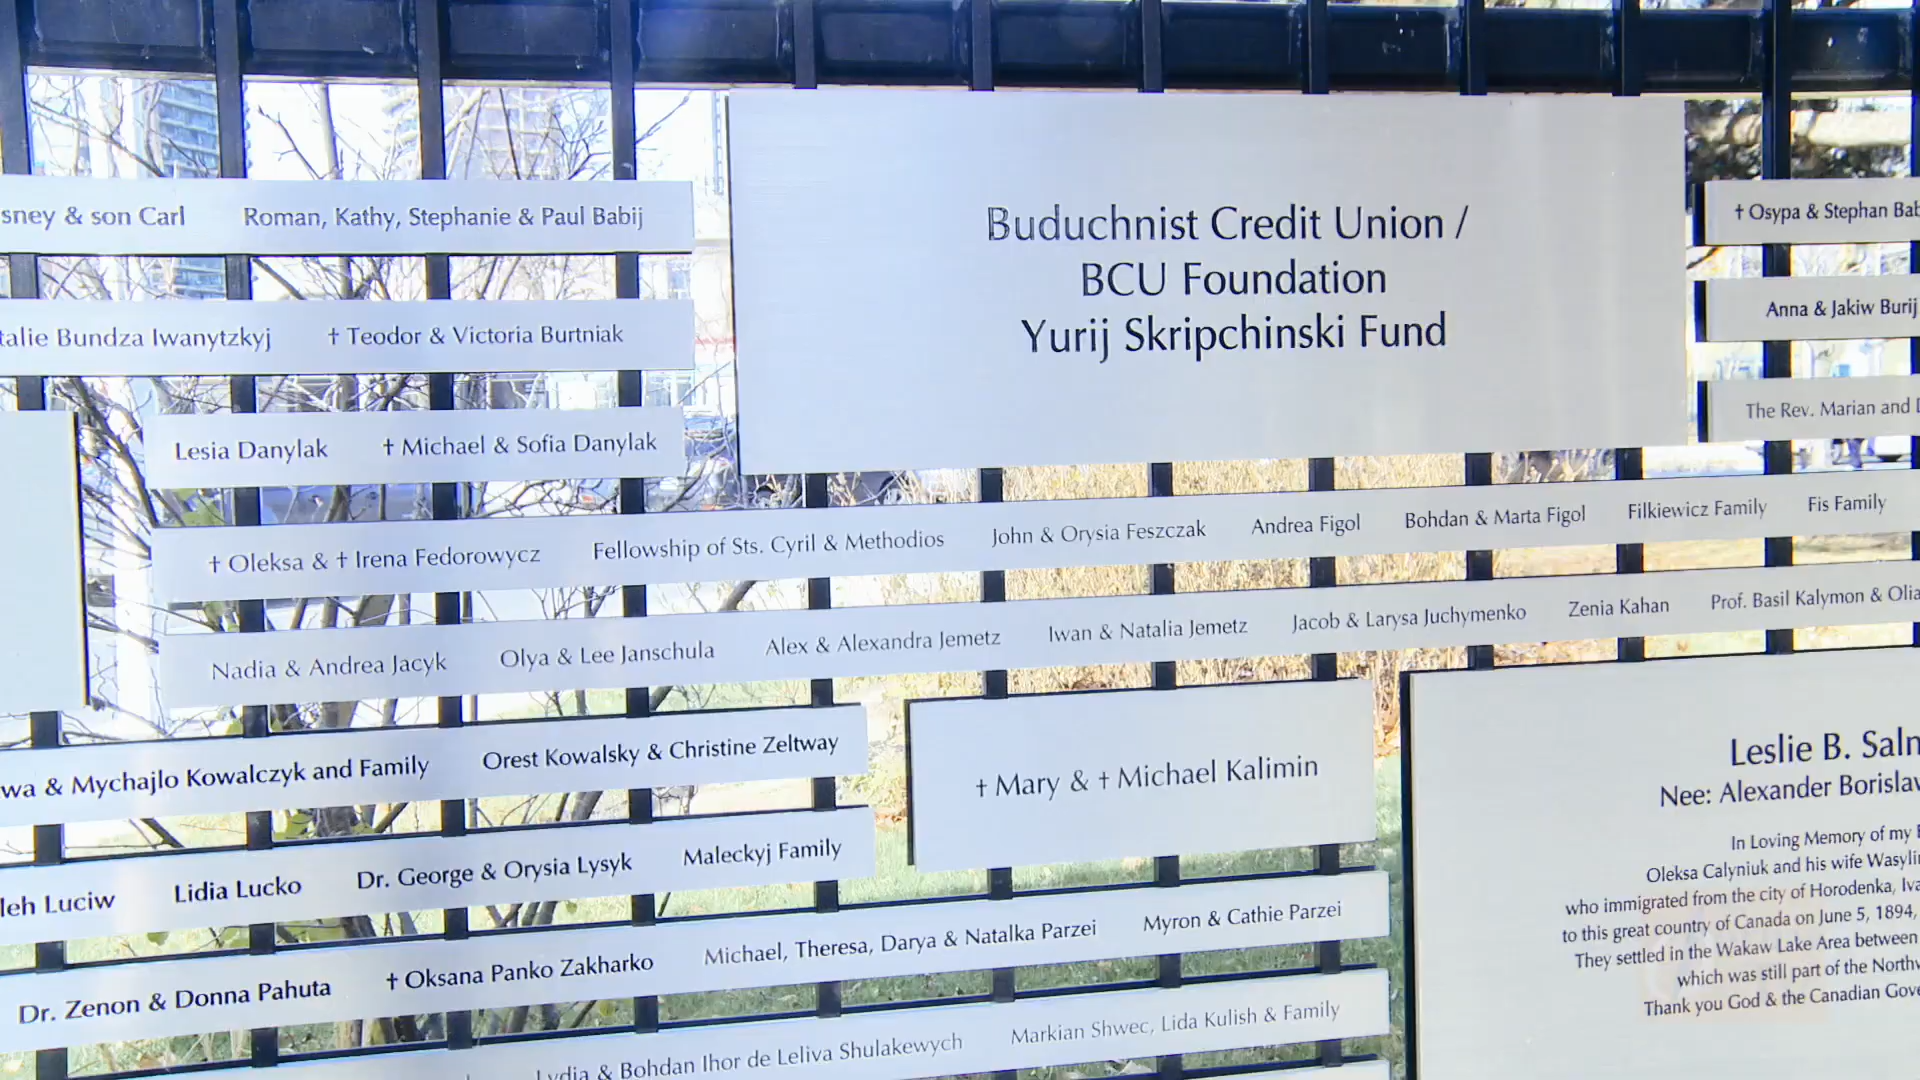 sney & son Carl Roman, Kathy, Stephanie & Paul Babij
Bundza Iwanytzkyj † Teodor & Victoria Burtniak
Lesia Danylak † Michael & Sofia Danylak
Buduchnist Credit Union /
BCU Foundation
Yurij Skripchinski Fund
† Osypa & Stephan
Anna & Jakiw Burij
The Rev. Marian and
† Oleksa & † Irena Fedorowycz Fellowship of Sts. Cyril & Methodios John & Orysia Feszczak Andrea Figol Bohdan & Marta Figol Filkiewicz Family Fis Family
Nadia & Andrea Jacyk Olya & Lee Janschula Alex & Alexandra Jemetz Iwan & Natalia Jemetz Jacob & Larysa Juchymenko Zenia Kahan Prof. Basil Kalymon &
wa & Mychajlo Kowalczyk and Family Orest Kowalsky & Christine Zeltway
† Mary & † Michael Kalimin
leh Luciw Lidia Lucko Dr. George & Orysia Lysyk Maleckyj Family
Dr. Zenon & Donna Pahuta † Oksana Panko Zakharko Michael, Theresa, Darya & Natalka Parzei Myron & Cathie Parzei
Lydia & Bohdan Ihor de Leliva Shulakewych Markian Shwec, Lida Kulish & Family
Leslie B.
Nee: Alexander
In Loving Memory of my
Oleksa Calyniuk and his wife
who immigrated from the city of Horodenka,
to this great country of Canada on June 5, 1894,
They settled in the Wakaw Lake Area between
which was still part of the
Thank you God & the Canadian